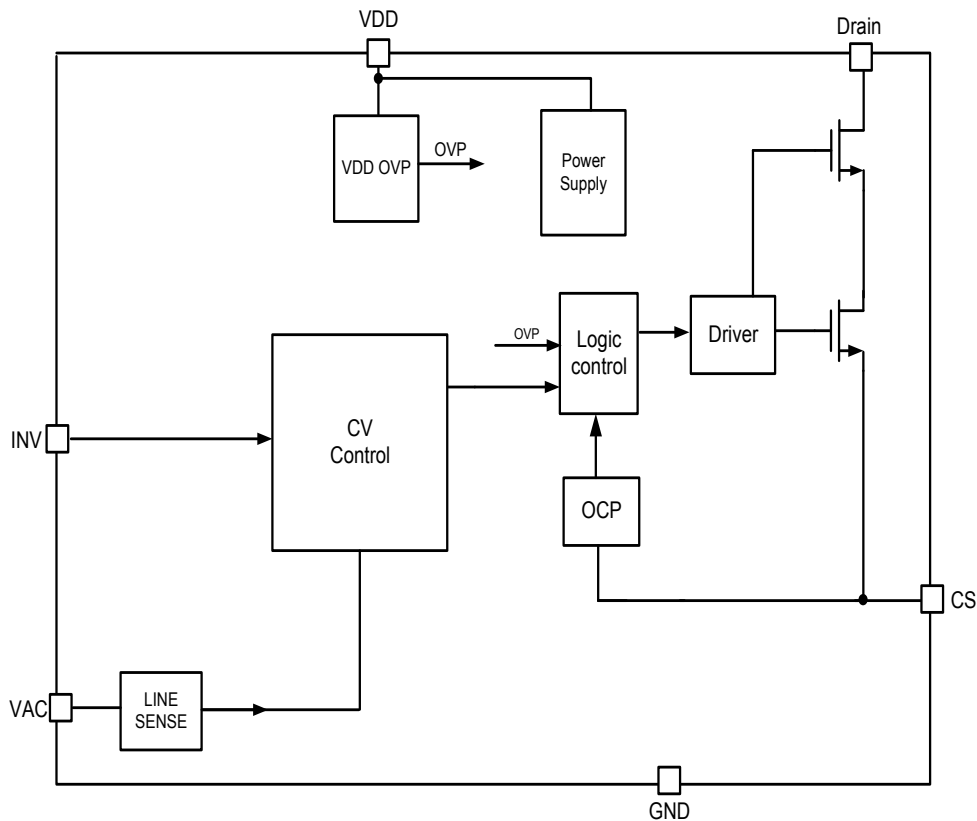 VDD
Drain
VDD OVP
OVP
Power
Supply
OVP
Logic
control
Driver
INV
CV
Control
OCP
CS
VAC
LINE
SENSE
GND